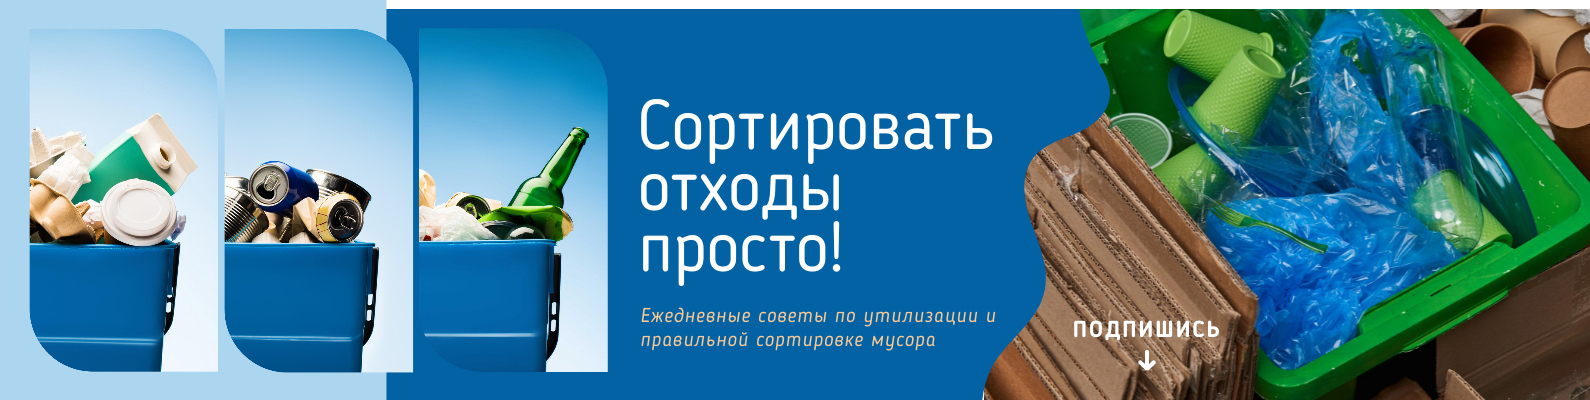 Сортировать
отходы
просто!
Ежедневные советы по утилизации и
правильной сортировке мусора
ПОДПИШИСЬ